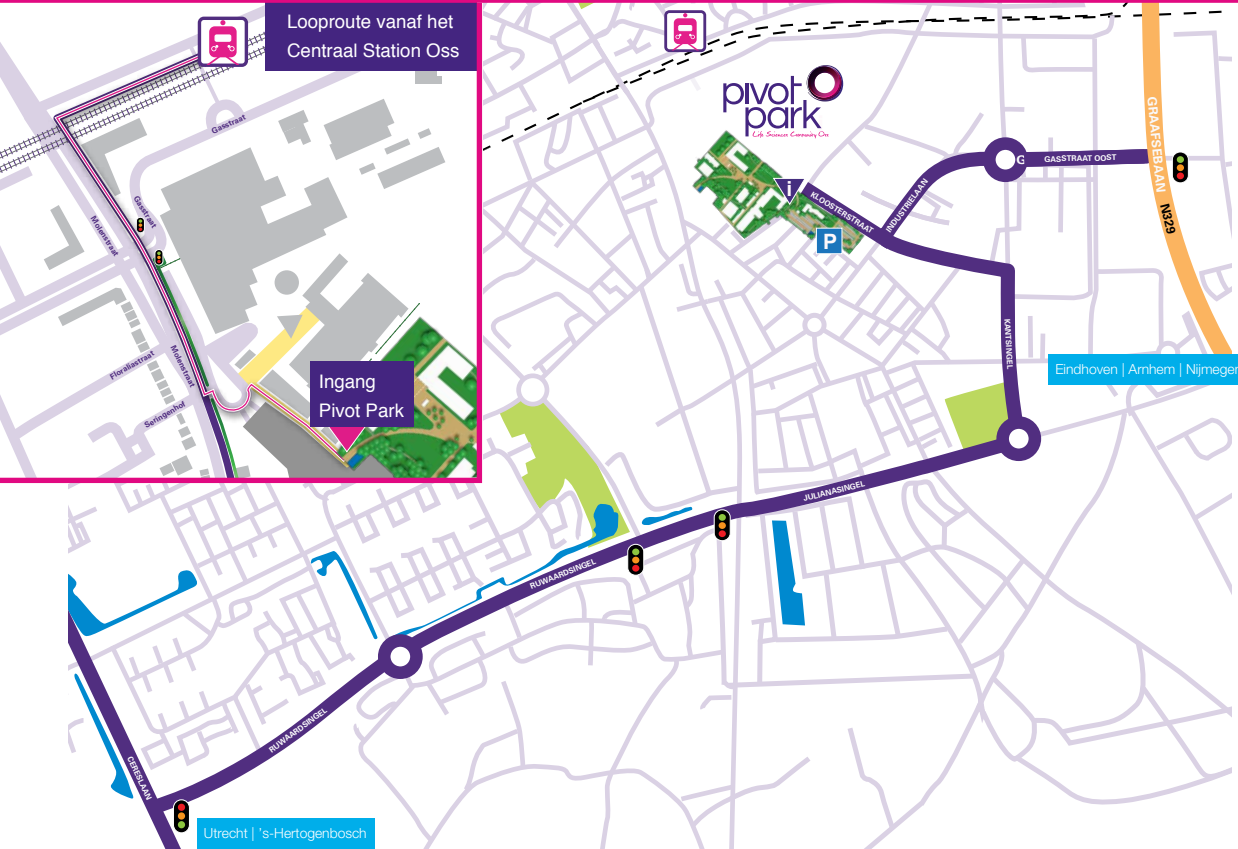 Looproute vanaf het
Centraal Station Oss
Gasstraat
Gasstraat
Molenstraat
Molenstraat
Floraliastraat
Seringenhof
Ingang
Pivot Park
pivot
park
Life Sciences Community Oss
i
P
KLOOSTERSTRAAT
INDUSTRIELAAN
G
GASSTRAAT OOST
GRAAFSEBAAN
N329
KANTSINGEL
Eindhoven | Arnhem | Nijmegen
JULIANASINGEL
RUWAARDSINGEL
RUWAARDSINGEL
CERESLAAN
Utrecht | 's-Hertogenbosch